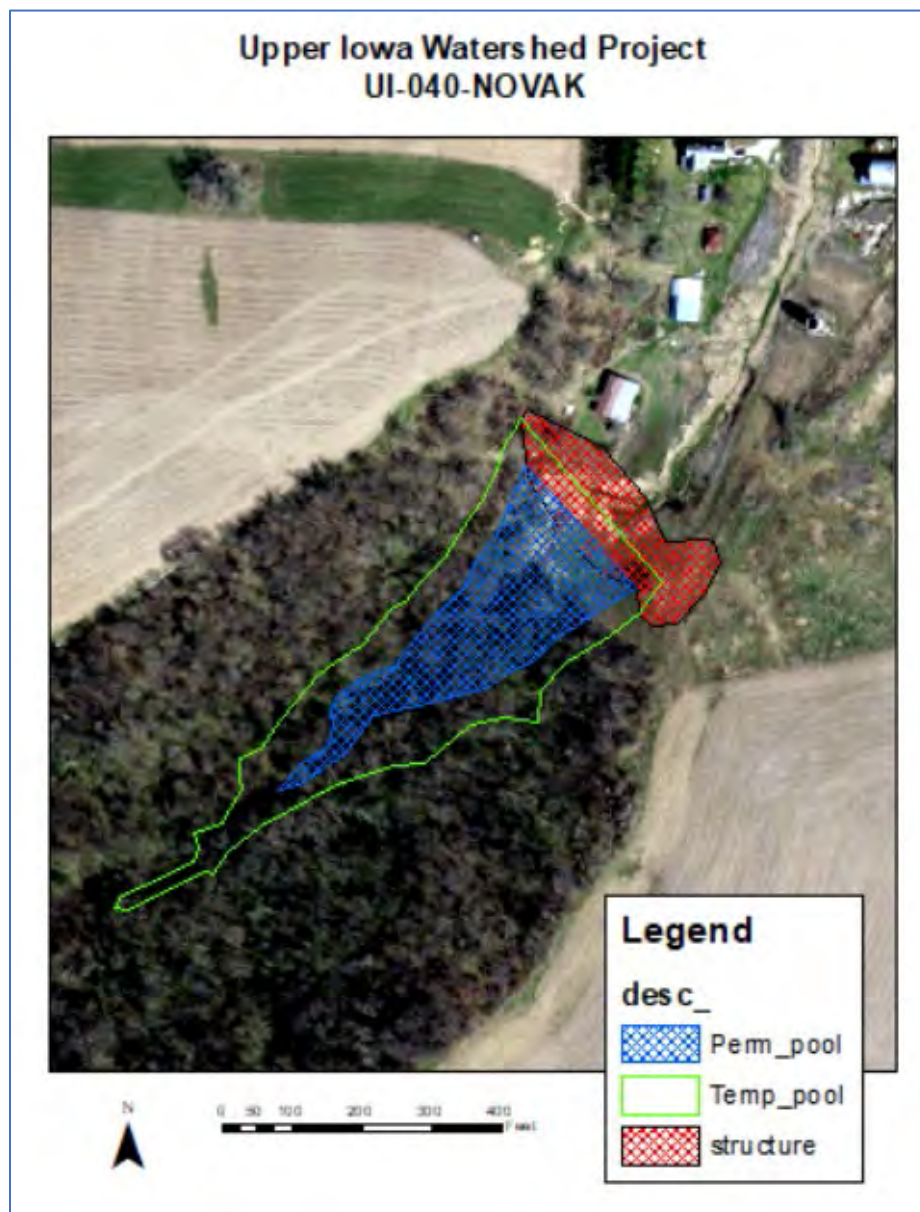 Upper Iowa Watershed Project
UI-040-NOVAK
Legend
desc_
Perm_pool
Temp_pool
structure
N
0 50 100 200 300 400
Feet